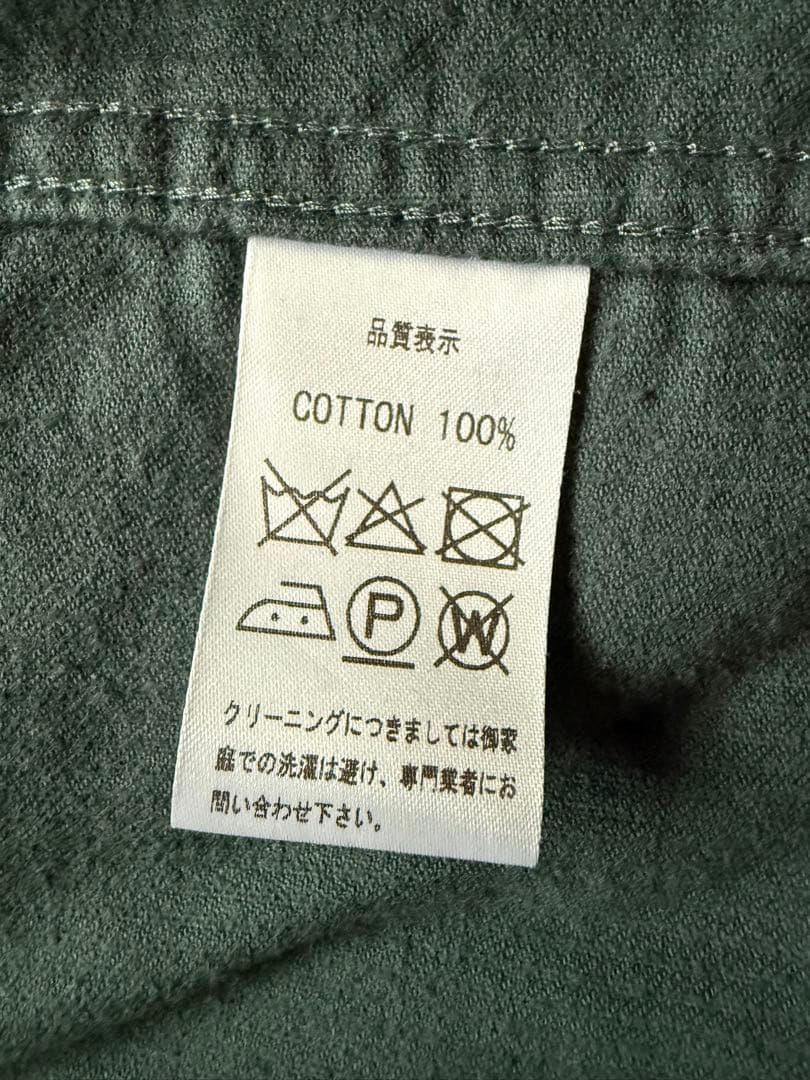 品質表示
COTTON 100%
P W
クリーニングにつきましては御家
庭での洗濯は避け、専門業者にお
問い合わせ下さい。